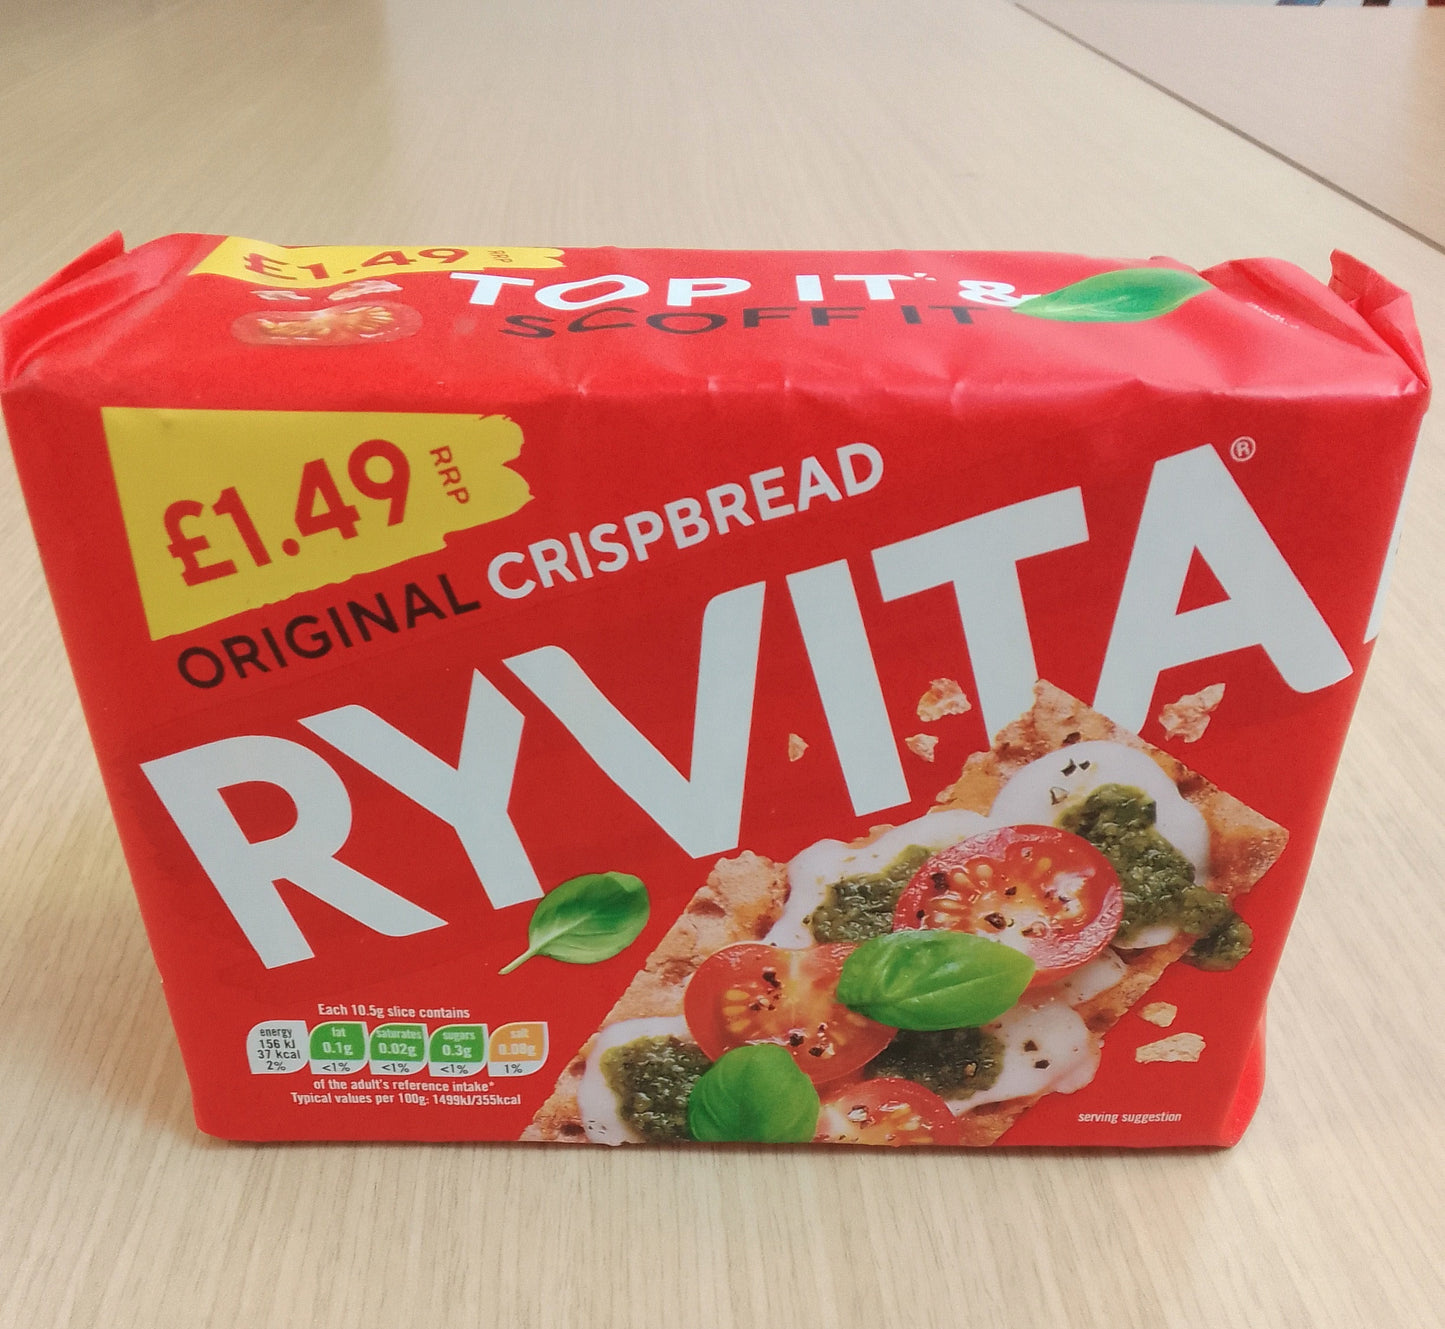 £1.49 RRP
TOP IT &
SCOFF IT
£1.49 RRP
ORIGINAL CRISPBREAD
RYVITA®
Each 10.5g slice contains
energy
156 kJ
37 kcal
2%
fat
0.1g
<1%
saturates
0.02g
<1%
sugars
0.3g
<1%
salt
0.08g
1%
of the adult's reference intake*
Typical values per 100g: 1499kJ/355kcal
serving suggestion